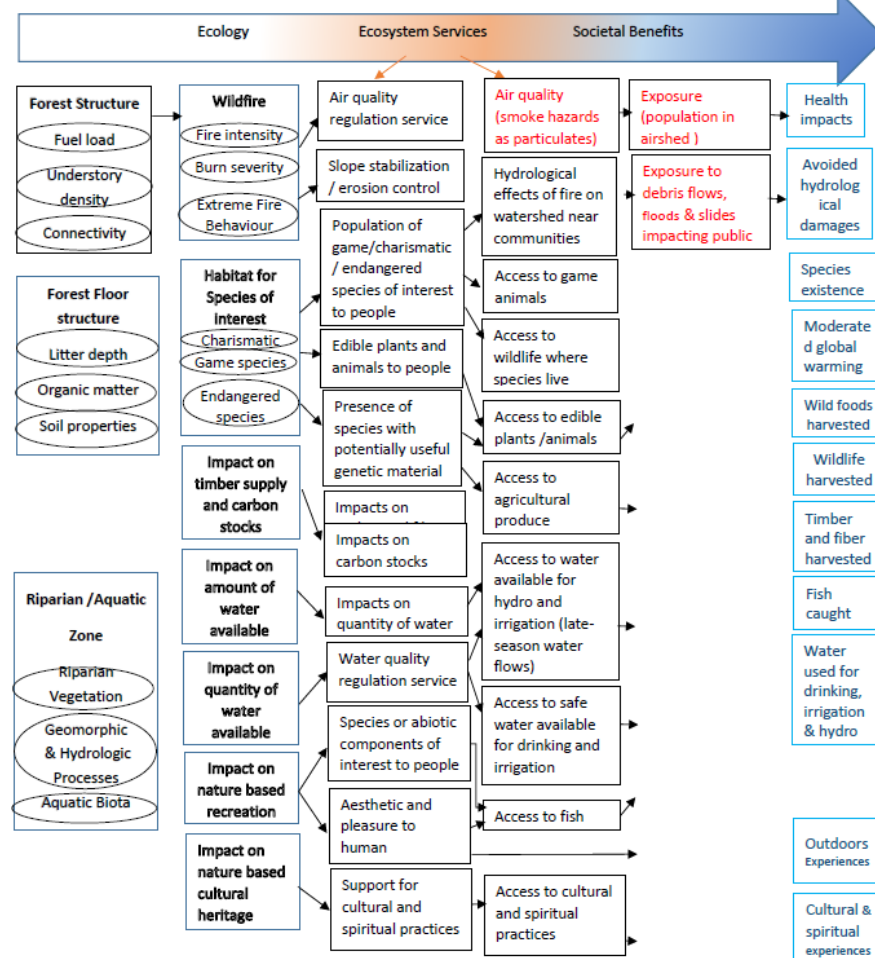 Ecology
Ecosystem Services
Societal Benefits
Forest Structure
Fuel load
Understory
density
Connectivity
Forest Floor
structure
Litter depth
Organic matter
Soil properties
Riparian /Aquatic
Zone
Riparian
Vegetation
Geomorphic
& Hydrologic
Processes
Aquatic Biota
Wildfire
Fire intensity
Burn severity
Extreme Fire
Behaviour
Habitat for
Species of
interest
Charismatic
Game species
Endangered
species
Impact on
timber supply
and carbon
stocks
Impact on
amount of
water
available
Impact on
quantity of
water
available
Impact on
nature based
recreation
Impact on
nature based
cultural
heritage
Air quality
regulation service
Slope stabilization
/ erosion control
Population of
game/charismatic
/ endangered
species of interest
to people
Edible plants and
animals to people
Presence of
species with
potentially useful
genetic material
Impacts on
Impacts on
carbon stocks
Impacts on
quantity of water
Water quality
regulation service
Species or abiotic
components of
interest to people
Aesthetic and
pleasure to
human
Support for
cultural and
spiritual practices
Air quality
(smoke hazards
as particulates)
Hydrological
effects of fire on
watershed near
communities
Access to game
animals
Access to
wildlife where
species live
Access to edible
plants /animals
Access to
agricultural
produce
Access to water
available for
hydro and
irrigation (late-
season water
flows)
Access to safe
water available
for drinking and
irrigation
Access to fish
Access to cultural
and spiritual
practices
Exposure
(population in
airshed )
Exposure to
debris flows,
floods & slides
impacting public
Health
impacts
Avoided
hydrolog
ical
damages
Species
existence
Moderate
d global
warming
Wild foods
harvested
Wildlife
harvested
Timber
and fiber
harvested
Fish
caught
Water
used for
drinking,
irrigation
& hydro
Outdoors
Experiences
Cultural &
spiritual
experiences